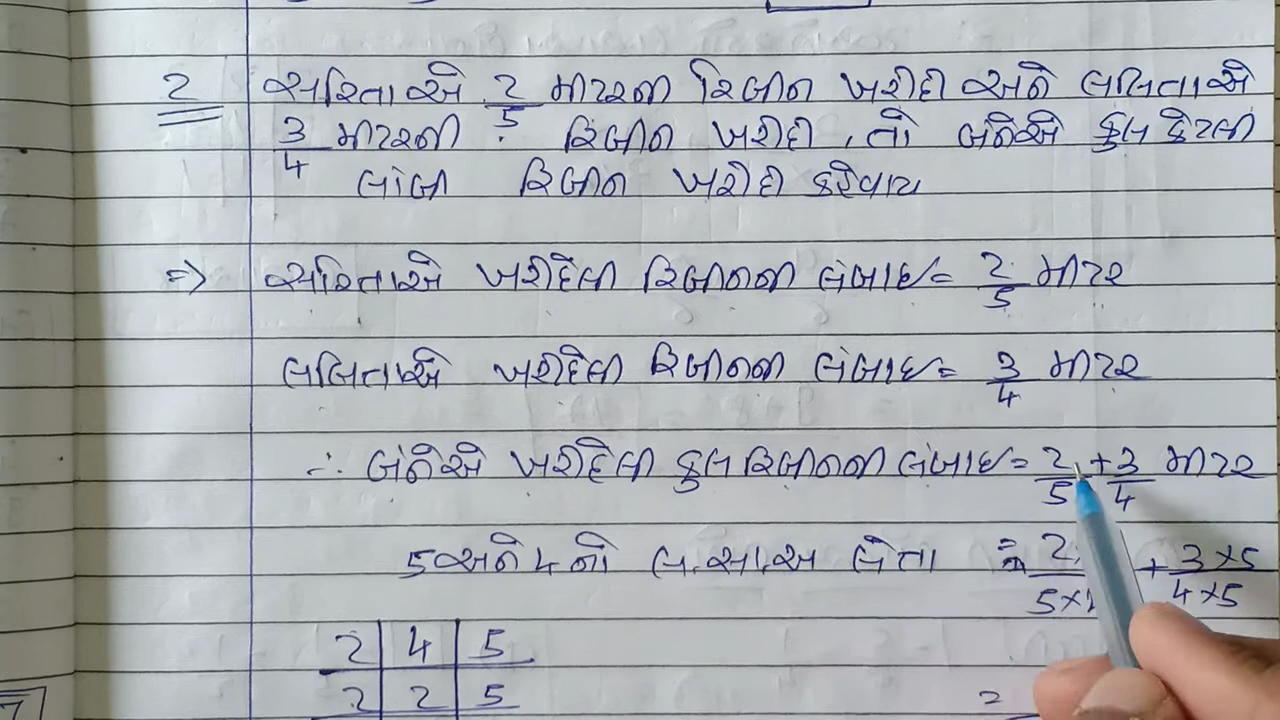 2 સરિતાએ 2/5 મીટરની રિબીન ખરીદી અને લલિતાએ
3/4 મીટરની રિબીન ખરીદી, તો બંનેએ કુલ કેટલી
લાંબી રિબીન ખરીદી કહેવાય
⇒ સરિતાએ ખરીદેલી રિબીનની લંબાઈ = 2/5 મીટર
લલિતાએ ખરીદેલી રિબીનની લંબાઈ = 3/4 મીટર
∴ બંનેએ ખરીદેલી કુલ રિબીનની લંબાઈ = 2/5 + 3/4 મીટર
5 અને 4 નો લ.સા.અ લેતા = 2 / 5× + 3×5 / 4×5
2 | 4 | 5
2 | 2 | 5
=